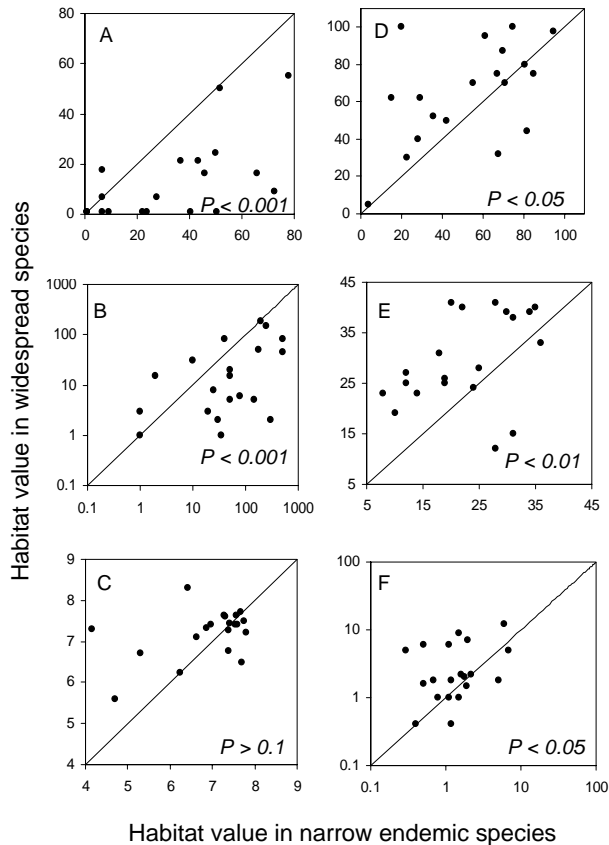 Habitat value in widespread species
A
80
60
40
20
0
0 20 40 60 80
P < 0.001
D
100
80
60
40
20
0
0 20 40 60 80 100
P < 0.05
B
1000
100
10
1
0.1
0.1 1 10 100 1000
P < 0.001
E
45
35
25
15
5
5 15 25 35 45
P < 0.01
C
9
8
7
6
5
4
4 5 6 7 8 9
P > 0.1
F
100
10
1
0.1
0.1 1 10 100
P < 0.05
Habitat value in narrow endemic species